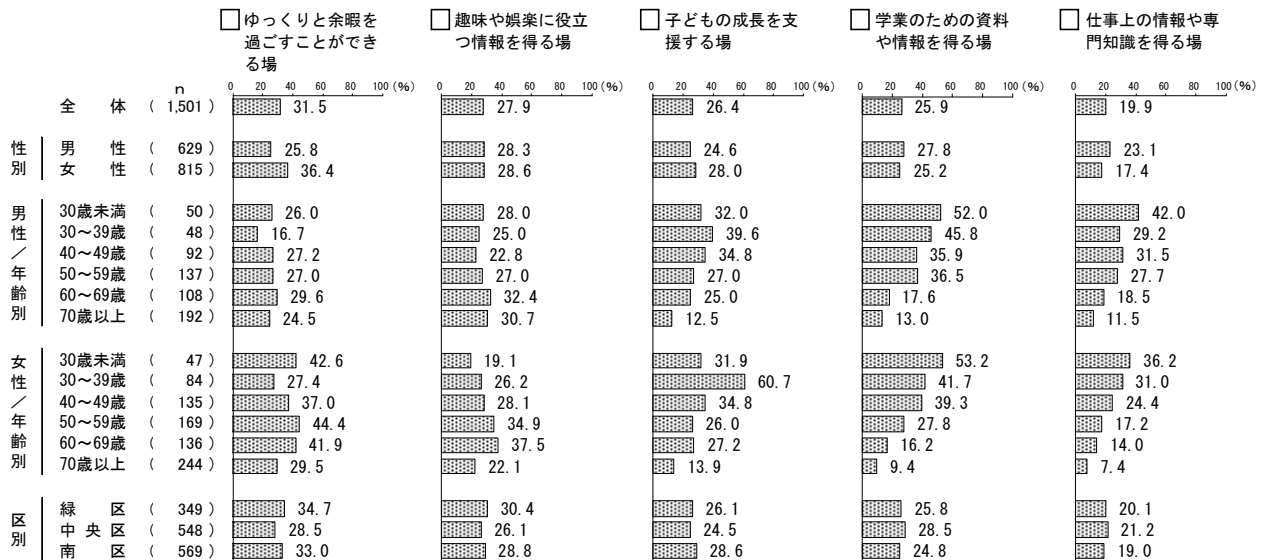 □ ゆっくりと余暇を過ごすことができる場
□ 趣味や娯楽に役立つ情報を得る場
□ 子どもの成長を支援する場
□ 学業のための資料や情報を得る場
□ 仕事上の情報や専門知識を得る場
n 0 20 40 60 80 100 (%) 0 20 40 60 80 100 (%) 0 20 40 60 80 100 (%) 0 20 40 60 80 100 (%) 0 20 40 60 80 100 (%)
全体 ( 1,501 ) 31.5 27.9 26.4 25.9 19.9
性別
男性 ( 629 ) 25.8 28.3 24.6 27.8 23.1
女性 ( 815 ) 36.4 28.6 28.0 25.2 17.4
男性/年齢別
30歳未満 ( 50 ) 26.0 28.0 32.0 52.0 42.0
30~39歳 ( 48 ) 16.7 25.0 39.6 45.8 29.2
40~49歳 ( 92 ) 27.2 22.8 34.8 35.9 31.5
50~59歳 ( 137 ) 27.0 27.0 27.0 36.5 27.7
60~69歳 ( 108 ) 29.6 32.4 25.0 17.6 18.5
70歳以上 ( 192 ) 24.5 30.7 12.5 13.0 11.5
女性/年齢別
30歳未満 ( 47 ) 42.6 19.1 31.9 53.2 36.2
30~39歳 ( 84 ) 27.4 26.2 60.7 41.7 31.0
40~49歳 ( 135 ) 37.0 28.1 34.8 39.3 24.4
50~59歳 ( 169 ) 44.4 34.9 26.0 27.8 17.2
60~69歳 ( 136 ) 41.9 37.5 27.2 16.2 14.0
70歳以上 ( 244 ) 29.5 22.1 13.9 9.4 7.4
区別
緑区 ( 349 ) 34.7 30.4 26.1 25.8 20.1
中央区 ( 548 ) 28.5 26.1 24.5 28.5 21.2
南区 ( 569 ) 33.0 28.8 28.6 24.8 19.0